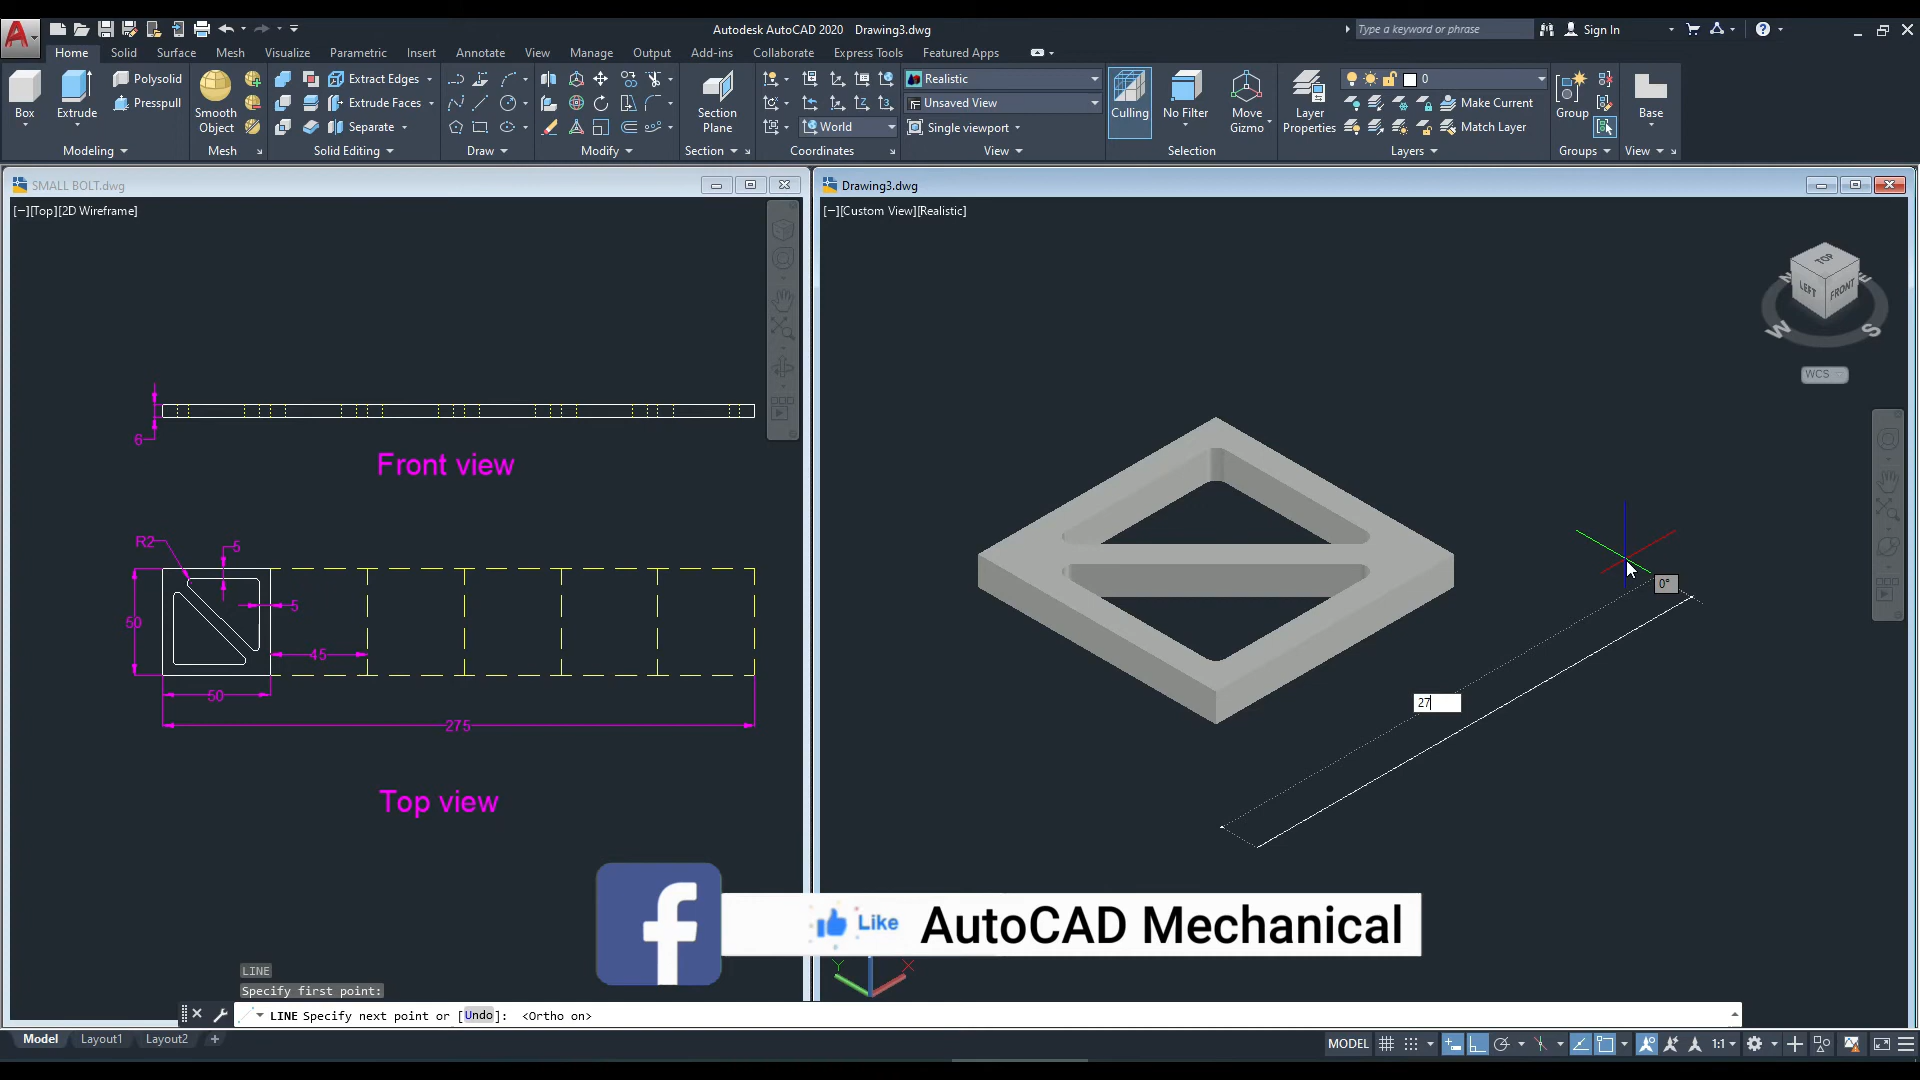 Autodesk AutoCAD 2020 Drawing3.dwg
Type a keyword or phrase
Sign In
Home Solid Surface Mesh Visualize Parametric Insert Annotate View Manage Output Add-ins Collaborate Express Tools Featured Apps
Box
Extrude
Polysolid
Presspull
Modeling
Smooth Object
Mesh
Extract Edges
Extrude Faces
Separate
Solid Editing
Draw
Modify
Section Plane
Section
World
Coordinates
Realistic
Unsaved View
Single viewport
View
Culling
No Filter
Move Gizmo
Selection
Layer Properties
0
Make Current
Match Layer
Layers
Group
Groups
Base
View
SMALL BOLT.dwg
[−][Top][2D Wireframe]
6
Front view
R2
5
5
50
45
50
275
Top view
Drawing3.dwg
[−][Custom View][Realistic]
TOP
LEFT
FRONT
N
W
S
WCS
0°
27
f
Like
AutoCAD Mechanical
Y
X
LINE
Specify first point:
LINE Specify next point or [Undo]: <Ortho on>
Model Layout1 Layout2 +
MODEL
1:1